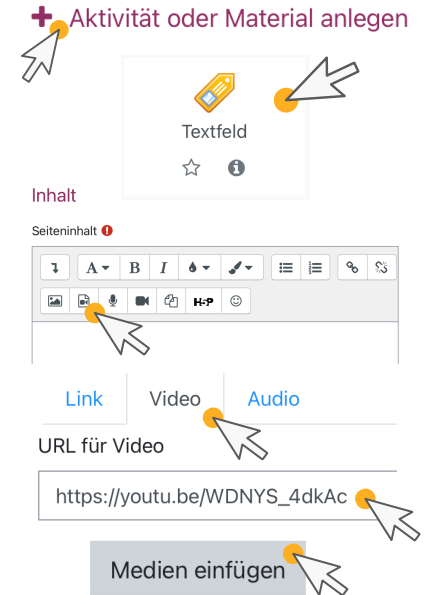 Aktivität oder Material anlegen
Textfeld
Inhalt
Seiteninhalt
A B I
H5P
Link Video Audio
URL für Video
https://youtu.be/WDNYS_4dkAc
Medien einfügen